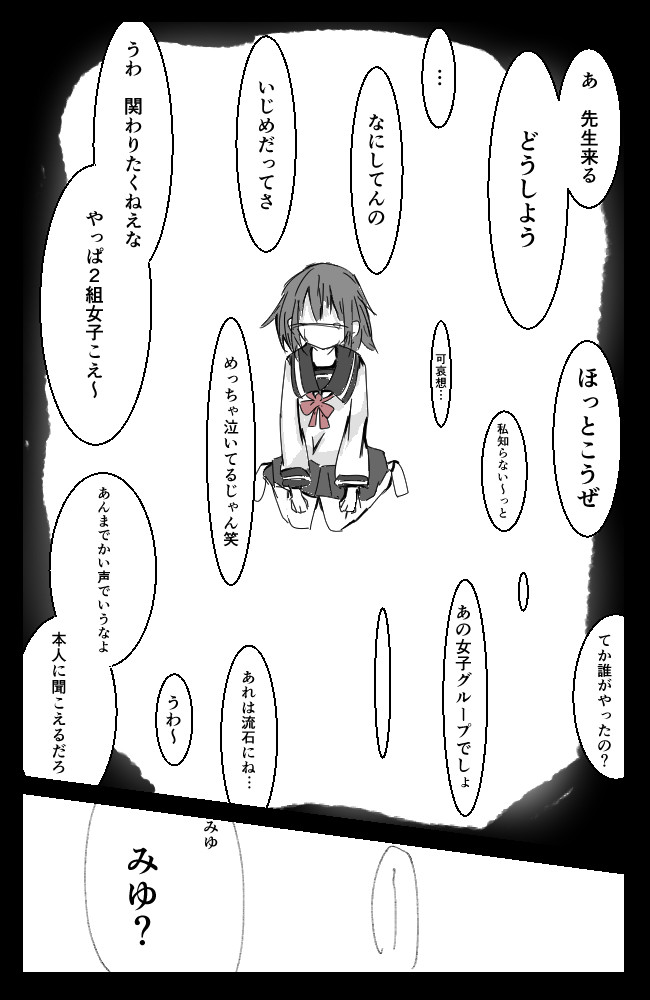 あ 先生来る
どうしよう
…
なにしてんの
いじめだってさ
うわ 関わりたくねえな
やっぱ２組女子こえ～
ほっとこうぜ
私知らない～っと
可哀想…
めっちゃ泣いてるじゃん笑
てか誰がやったの？
あの女子グループでしょ
あれは流石にね…
うわ～
あんまでかい声でいうなよ
本人に聞こえるだろ
みゆ
みゆ？